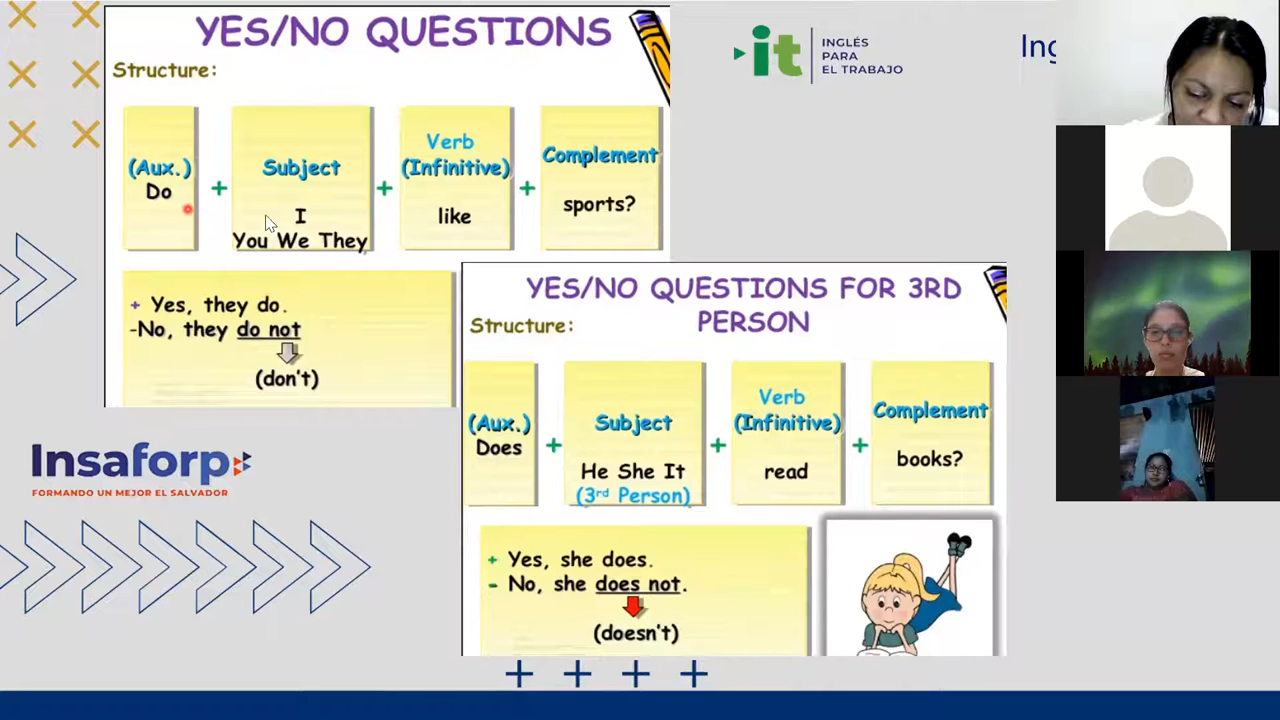 YES/NO QUESTIONS
Structure:
(Aux.)
Do
+
Subject
I
You We They
+
Verb
(Infinitive)
like
+
Complement
sports?
+ Yes, they do.
-No, they do not
(don't)
it
INGLÉS
PARA
EL TRABAJO
Ing
YES/NO QUESTIONS FOR 3RD
PERSON
Structure:
(Aux.)
Does
+
Subject
He She It
(3rd Person)
+
Verb
(Infinitive)
read
+
Complement
books?
+ Yes, she does.
- No, she does not.
(doesn't)
Insaforp
FORMANDO UN MEJOR EL SALVADOR